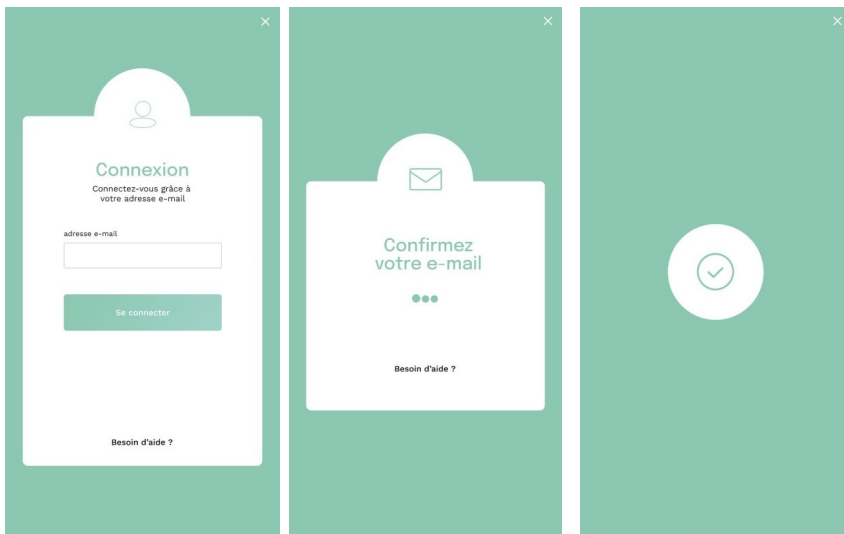 Connexion
Connectez-vous grâce à
votre adresse e-mail
adresse e-mail
Se connecter
Besoin d'aide ?
Confirmez
votre e-mail
Besoin d'aide ?